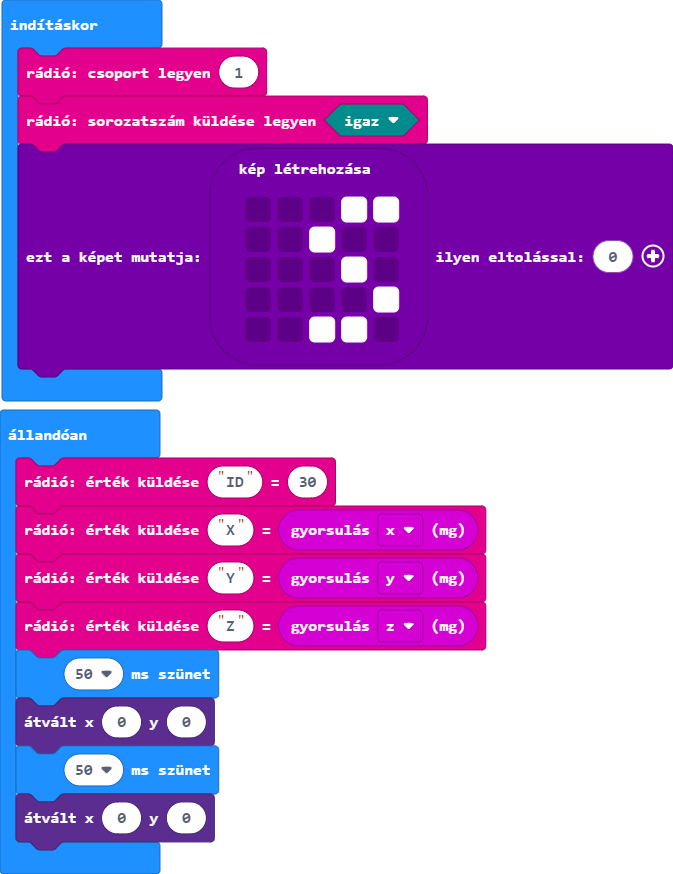 indításkor
rádió: csoport legyen 1
rádió: sorozatszám küldése legyen igaz
kép létrehozása
ezt a képet mutatja: ilyen eltolással: 0
állandóan
rádió: érték küldése "ID" = 30
rádió: érték küldése "X" = gyorsulás x (mg)
rádió: érték küldése "Y" = gyorsulás y (mg)
rádió: érték küldése "Z" = gyorsulás z (mg)
50 ms szünet
átvált x 0 y 0
50 ms szünet
átvált x 0 y 0